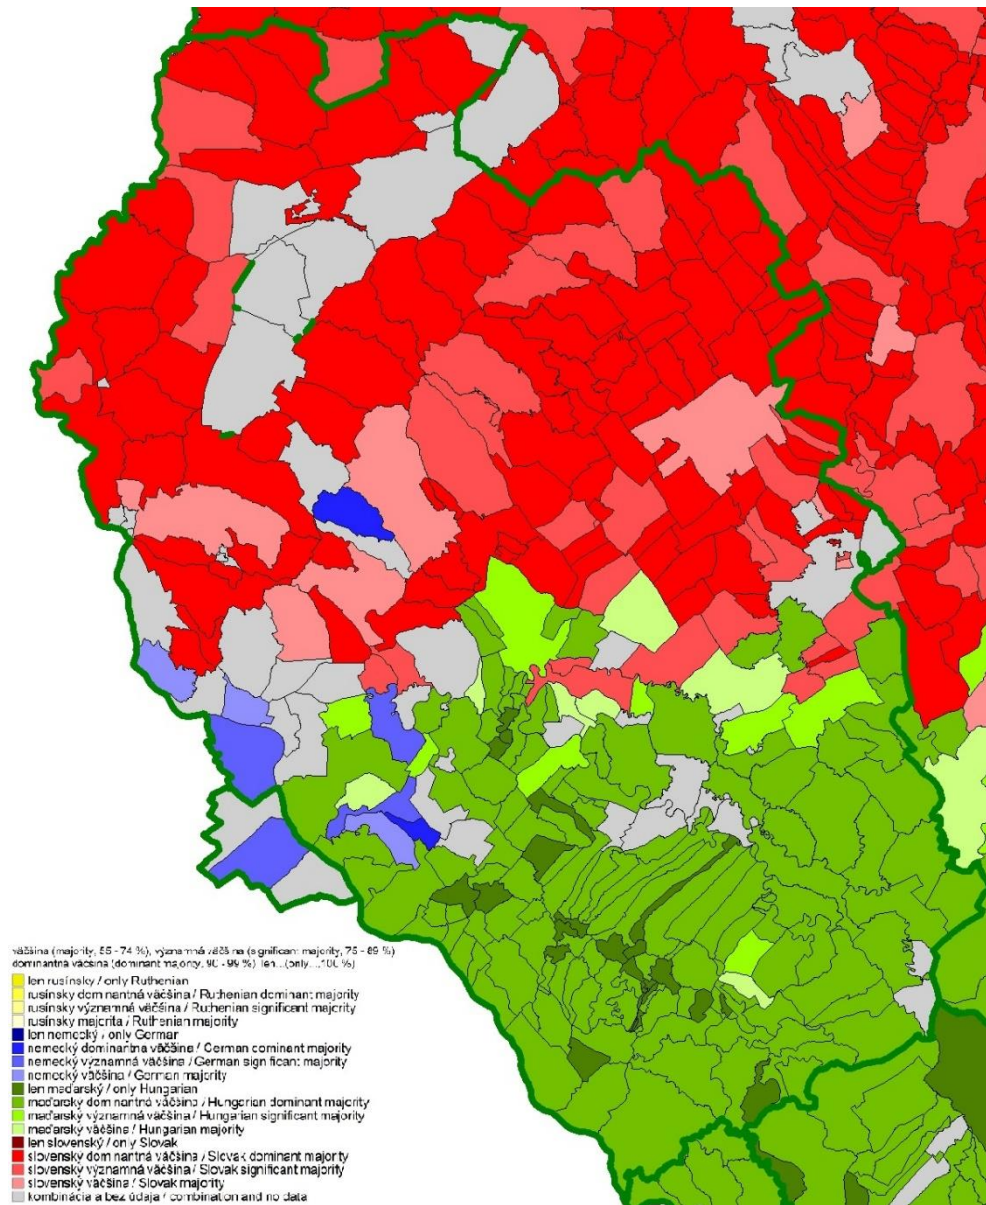 väčšina (majority, 55 - 74 %), významná väčšina (significant majority, 75 - 89 %)
dominantná väčšina (dominant majority, 90 - 99 %) len...(only...,100 %)
len rusínsky / only Ruthenian
rusínsky dominantná väčšina / Ruthenian dominant majority
rusínsky významná väčšina / Ruthenian significant majority
rusínsky majorita / Ruthenian majority
len nemecký / only German
nemecký dominantná väčšina / German dominant majority
nemecký významná väčšina / German significant majority
nemecký väčšina / German majority
len maďarský / only Hungarian
maďarský dominantná väčšina / Hungarian dominant majority
maďarský významná väčšina / Hungarian significant majority
maďarský väčšina / Hungarian majority
len slovenský / only Slovak
slovenský dominantná väčšina / Slovak dominant majority
slovenský významná väčšina / Slovak significant majority
slovenský väčšina / Slovak majority
kombinácia a bez údaja / combination and no data